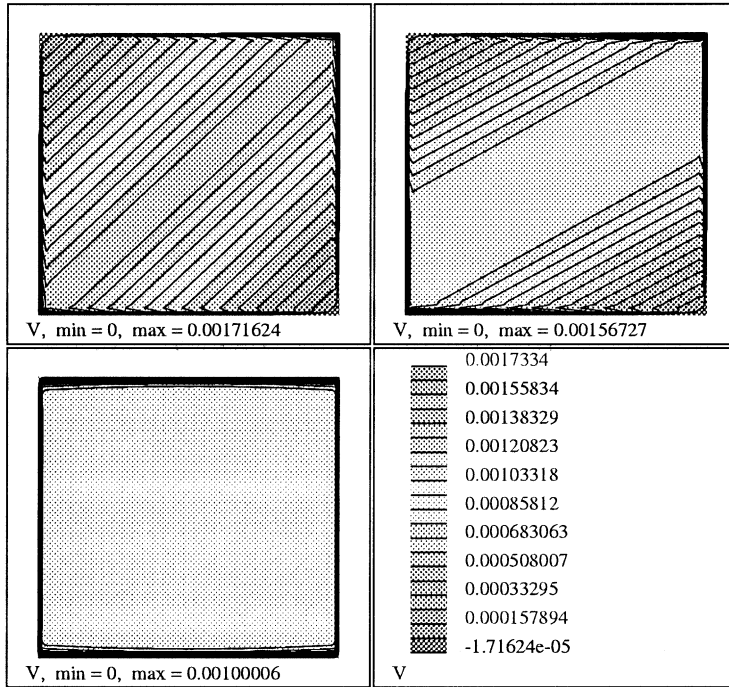 V, min = 0, max = 0.00171624
V, min = 0, max = 0.00156727
V, min = 0, max = 0.00100006
0.0017334
0.00155834
0.00138329
0.00120823
0.00103318
0.00085812
0.000683063
0.000508007
0.00033295
0.000157894
-1.71624e-05
V